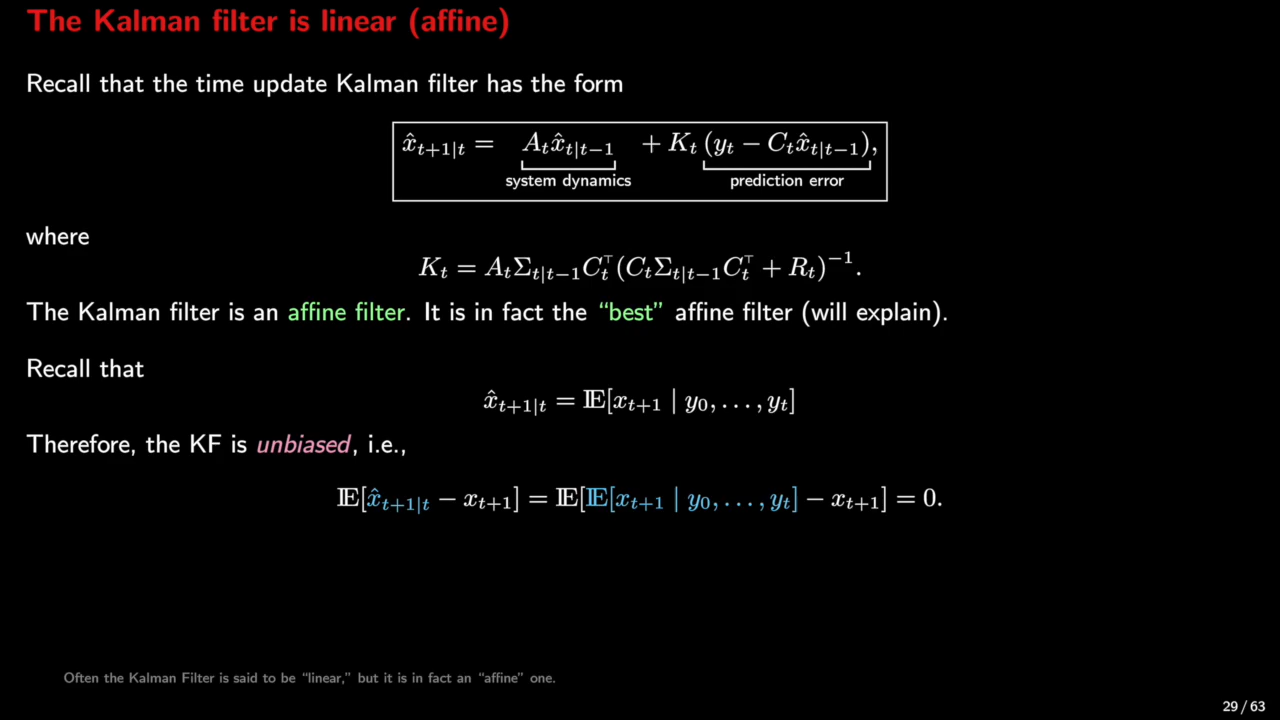 The Kalman filter is linear (affine)
Recall that the time update Kalman filter has the form
x̂_{t+1|t} = A_t x̂_{t|t−1} + K_t (y_t − C_t x̂_{t|t−1}),
system dynamics prediction error
where
K_t = A_t Σ_{t|t−1} C_t^⊤ (C_t Σ_{t|t−1} C_t^⊤ + R_t)^{−1}.
The Kalman filter is an affine filter. It is in fact the “best” affine filter (will explain).
Recall that
x̂_{t+1|t} = 𝔼[x_{t+1} | y_0, . . . , y_t]
Therefore, the KF is unbiased, i.e.,
𝔼[x̂_{t+1|t} − x_{t+1}] = 𝔼[𝔼[x_{t+1} | y_0, . . . , y_t] − x_{t+1}] = 0.
Often the Kalman Filter is said to be “linear,” but it is in fact an “affine” one.
29 / 63